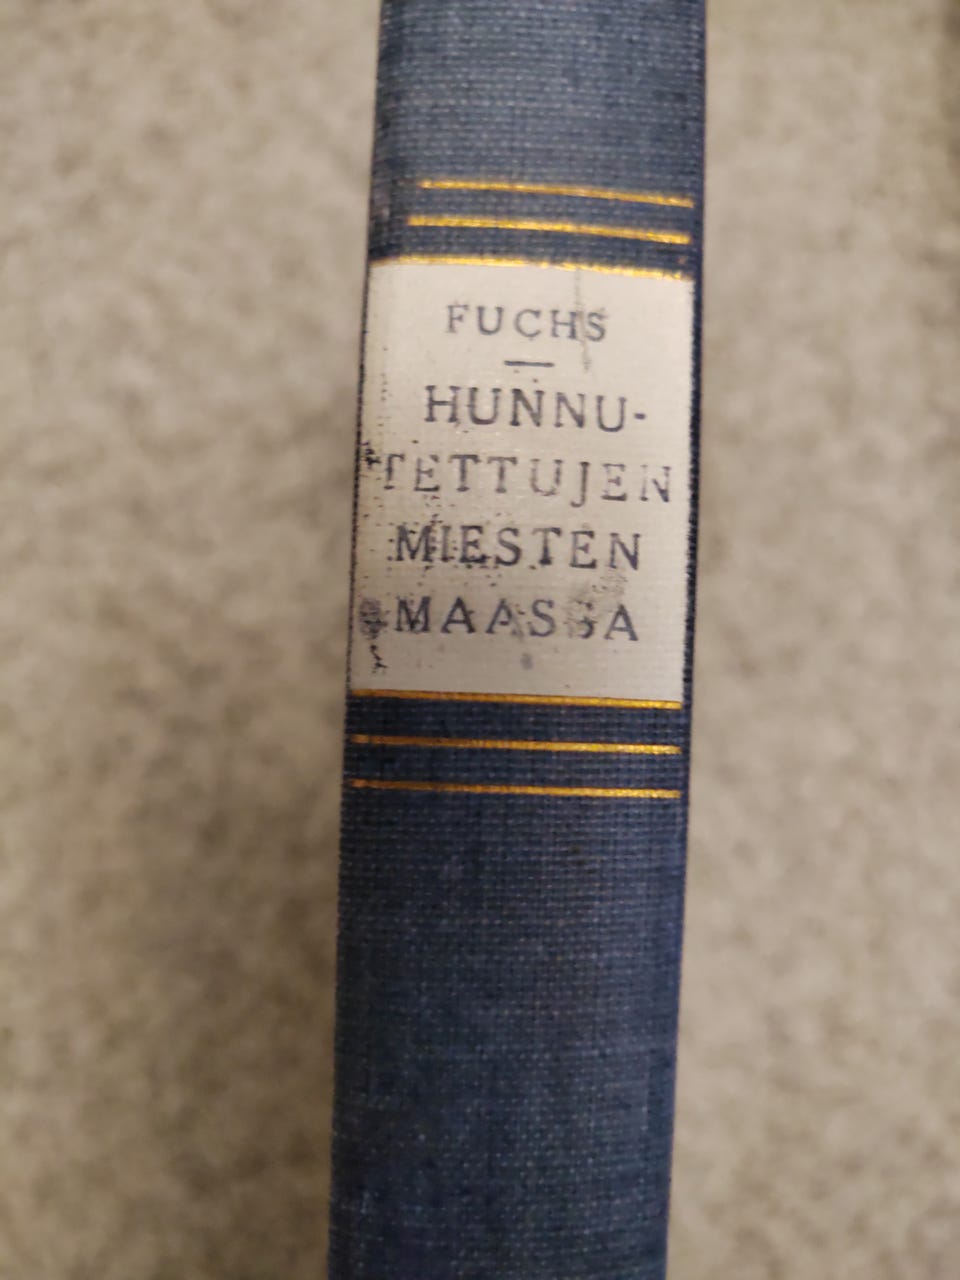 FUCHS
HUNNU-
TETTUJEN
MIESTEN
MAASSA